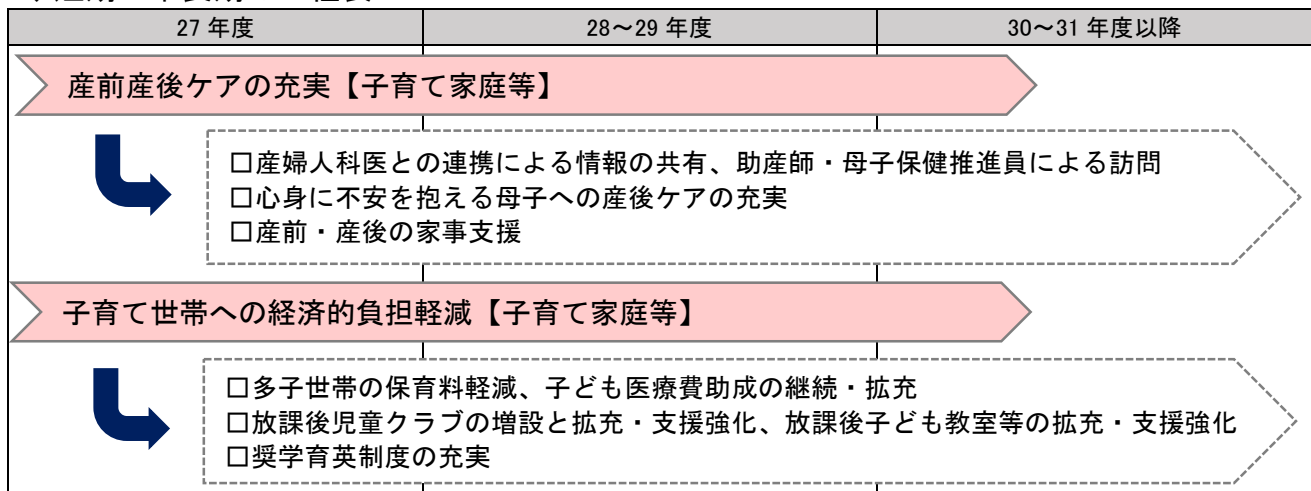 27 年度
28～29 年度
30～31 年度以降
産前産後ケアの充実【子育て家庭等】
□産婦人科医との連携による情報の共有、助産師・母子保健推進員による訪問
□心身に不安を抱える母子への産後ケアの充実
□産前・産後の家事支援
子育て世帯への経済的負担軽減【子育て家庭等】
□多子世帯の保育料軽減、子ども医療費助成の継続・拡充
□放課後児童クラブの増設と拡充・支援強化、放課後子ども教室等の拡充・支援強化
□奨学育英制度の充実